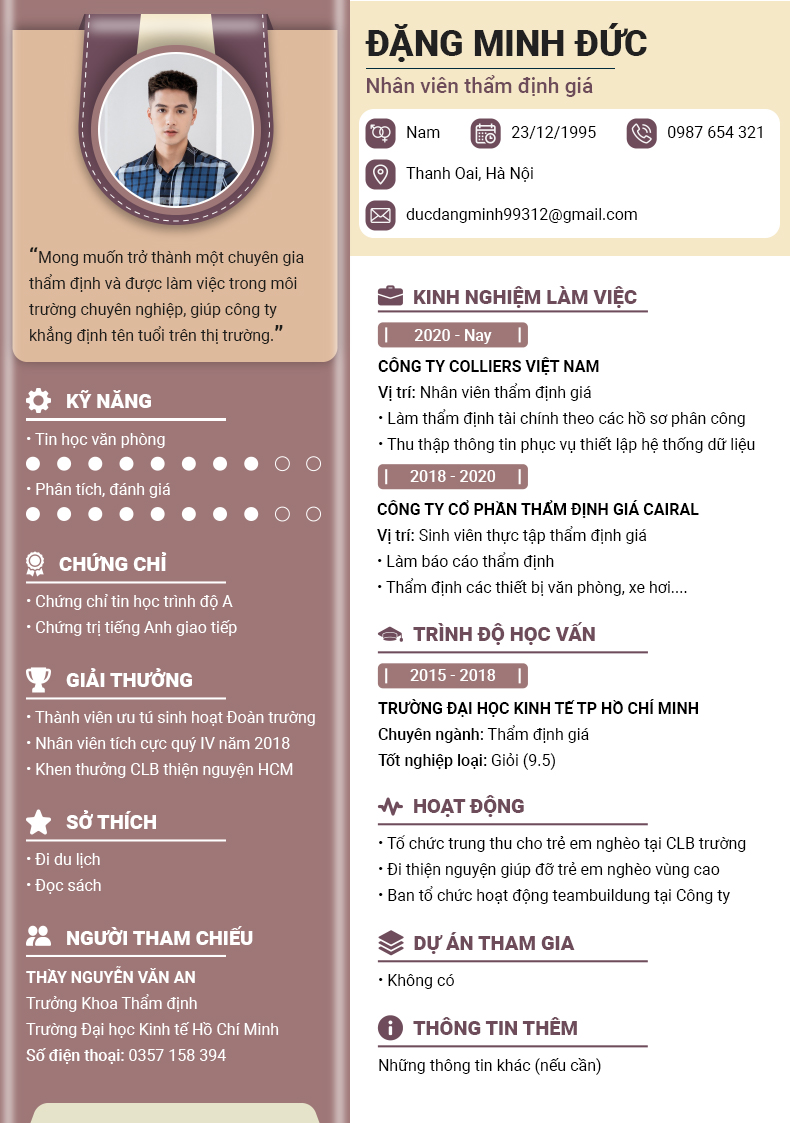 “Mong muốn trở thành một chuyên gia
thẩm định và được làm việc trong môi
trường chuyên nghiệp, giúp công ty
khẳng định tên tuổi trên thị trường.”
KỸ NĂNG
• Tin học văn phòng
• Phân tích, đánh giá
CHỨNG CHỈ
• Chứng chỉ tin học trình độ A
• Chứng trị tiếng Anh giao tiếp
GIẢI THƯỞNG
• Thành viên ưu tú sinh hoạt Đoàn trường
• Nhân viên tích cực quý IV năm 2018
• Khen thưởng CLB thiện nguyện HCM
SỞ THÍCH
• Đi du lịch
• Đọc sách
NGƯỜI THAM CHIẾU
THẦY NGUYỄN VĂN AN
Trưởng Khoa Thẩm định
Trường Đại học Kinh tế Hồ Chí Minh
Số điện thoại: 0357 158 394
ĐẶNG MINH ĐỨC
Nhân viên thẩm định giá
Nam 23/12/1995 0987 654 321
Thanh Oai, Hà Nội
ducdangminh99312@gmail.com
KINH NGHIỆM LÀM VIỆC
2020 - Nay
CÔNG TY COLLIERS VIỆT NAM
Vị trí: Nhân viên thẩm định giá
• Làm thẩm định tài chính theo các hồ sơ phân công
• Thu thập thông tin phục vụ thiết lập hệ thống dữ liệu
2018 - 2020
CÔNG TY CỔ PHẦN THẨM ĐỊNH GIÁ CAIRAL
Vị trí: Sinh viên thực tập thẩm định giá
• Làm báo cáo thẩm định
• Thẩm định các thiết bị văn phòng, xe hơi....
TRÌNH ĐỘ HỌC VẤN
2015 - 2018
TRƯỜNG ĐẠI HỌC KINH TẾ TP HỒ CHÍ MINH
Chuyên ngành: Thẩm định giá
Tốt nghiệp loại: Giỏi (9.5)
HOẠT ĐỘNG
• Tố chức trung thu cho trẻ em nghèo tại CLB trường
• Đi thiện nguyện giúp đỡ trẻ em nghèo vùng cao
• Ban tổ chức hoạt động teambuildung tại Công ty
DỰ ÁN THAM GIA
• Không có
THÔNG TIN THÊM
Những thông tin khác (nếu cần)